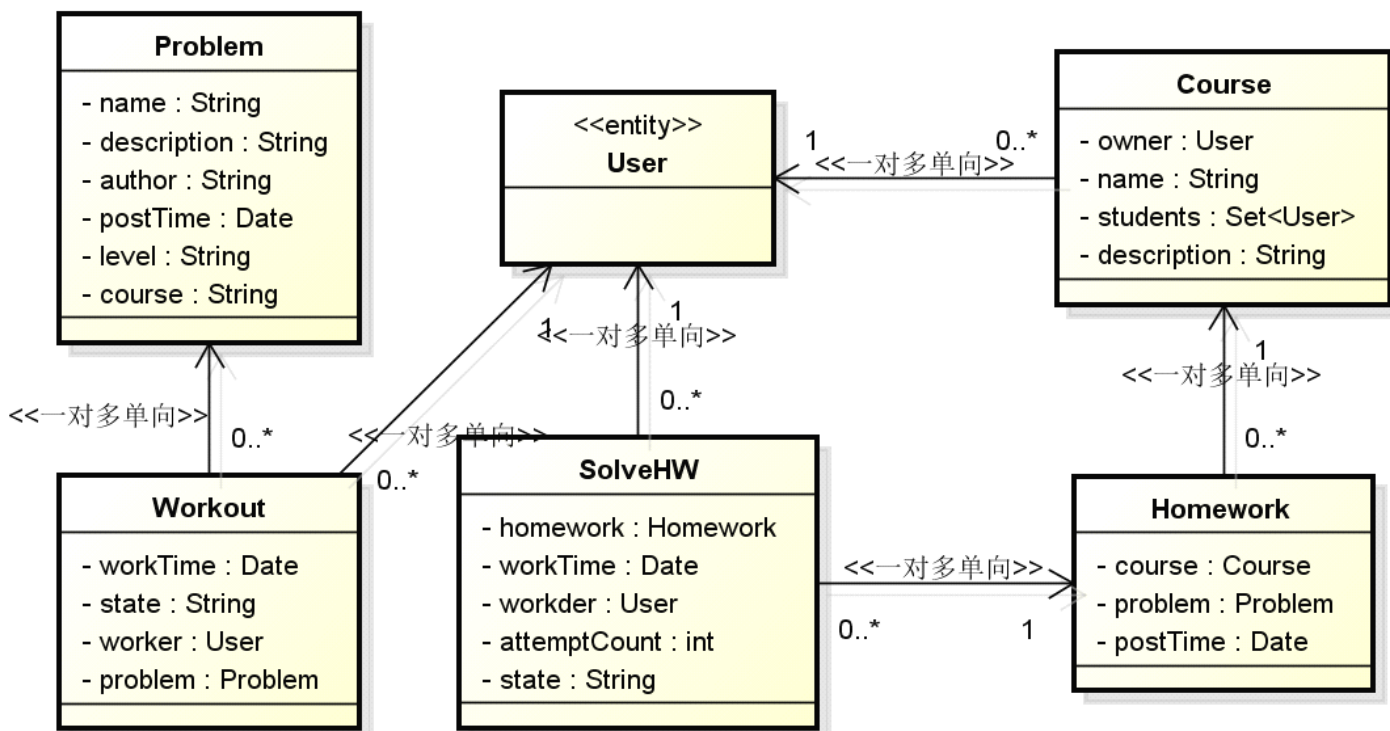 Problem
- name : String
- description : String
- author : String
- postTime : Date
- level : String
- course : String
<<entity>>
User
Course
- owner : User
- name : String
- students : Set<User>
- description : String
1
0..*
<<一对多单向>>
<<一对多单向>>
0..*
1
<<一对多单向>>
0..*
1
<<一对多单向>>
0..*
1
<<一对多单向>>
0..*
Workout
- workTime : Date
- state : String
- worker : User
- problem : Problem
SolveHW
- homework : Homework
- workTime : Date
- workder : User
- attemptCount : int
- state : String
<<一对多单向>>
0..*
1
Homework
- course : Course
- problem : Problem
- postTime : Date